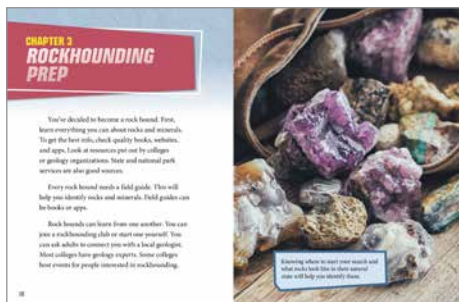 CHAPTER 3
ROCKHOUNDING
PREP
You've decided to become a rock hound. First,
learn everything you can about rocks and minerals.
To get the best info, check quality books, websites,
and apps. Look at resources put out by colleges
or geology organizations. State and national park
services are also good sources.
Every rock hound needs a field guide. This will
help you identify rocks and minerals. Field guides can
be books or apps.
Rock hounds can learn from one another. You can
join a rockhounding club or start one yourself. You
can ask adults to connect you with a local geologist.
Most colleges have geology experts. Some colleges
host events for people interested in rockhounding.
Knowing where to start your search and
what rocks look like in their natural
state will help you identify them.